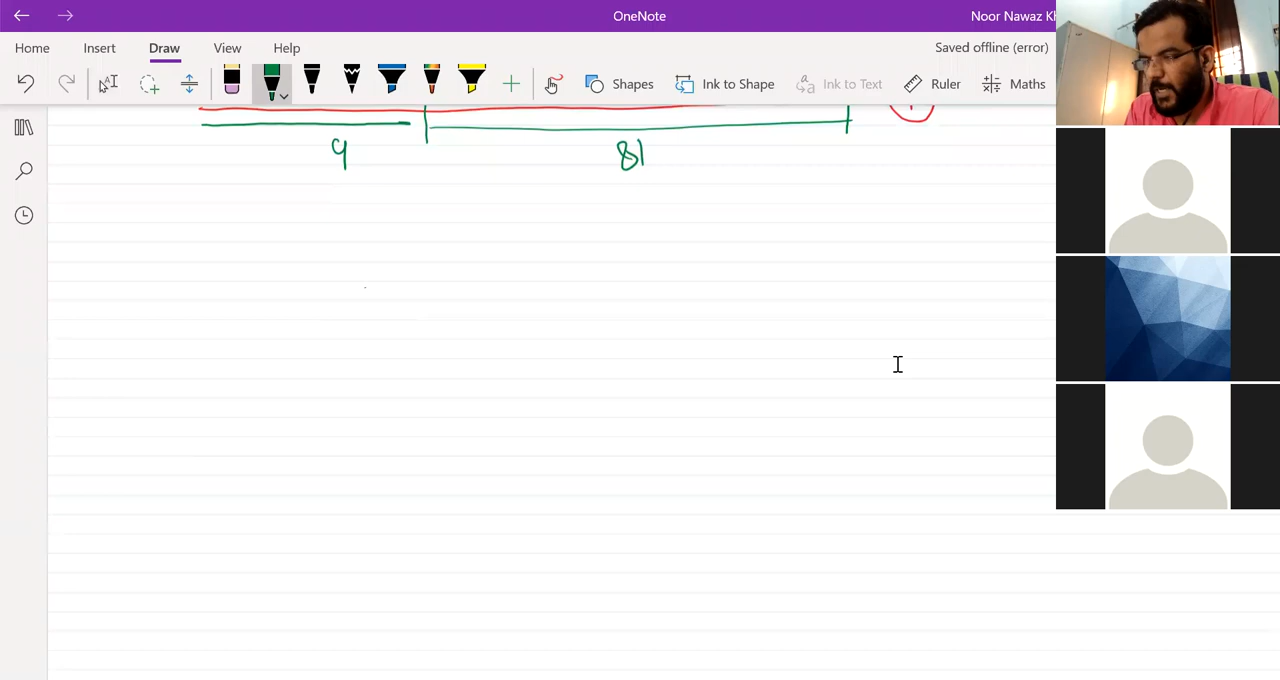 OneNote
Noor Nawaz Kh
Home Insert Draw View Help
Saved offline (error)
Shapes Ink to Shape Ink to Text Ruler Maths
9 81